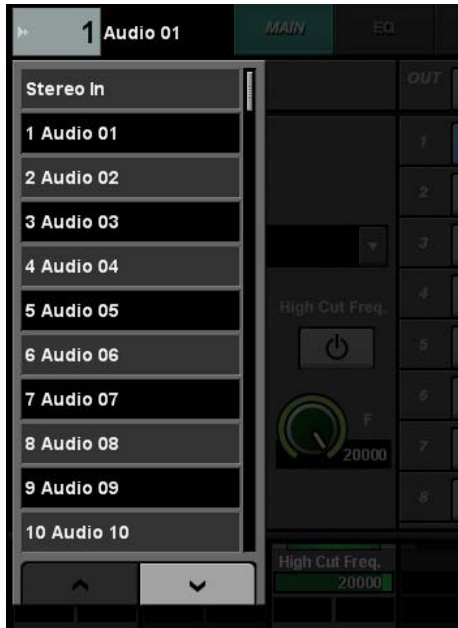 1 Audio 01
MAIN
EQ
Stereo In
1 Audio 01
2 Audio 02
3 Audio 03
4 Audio 04
5 Audio 05
6 Audio 06
7 Audio 07
8 Audio 08
9 Audio 09
10 Audio 10
OUT
1
2
3
4
5
6
7
8
High Cut Freq.
F
20000
High Cut Freq.
20000